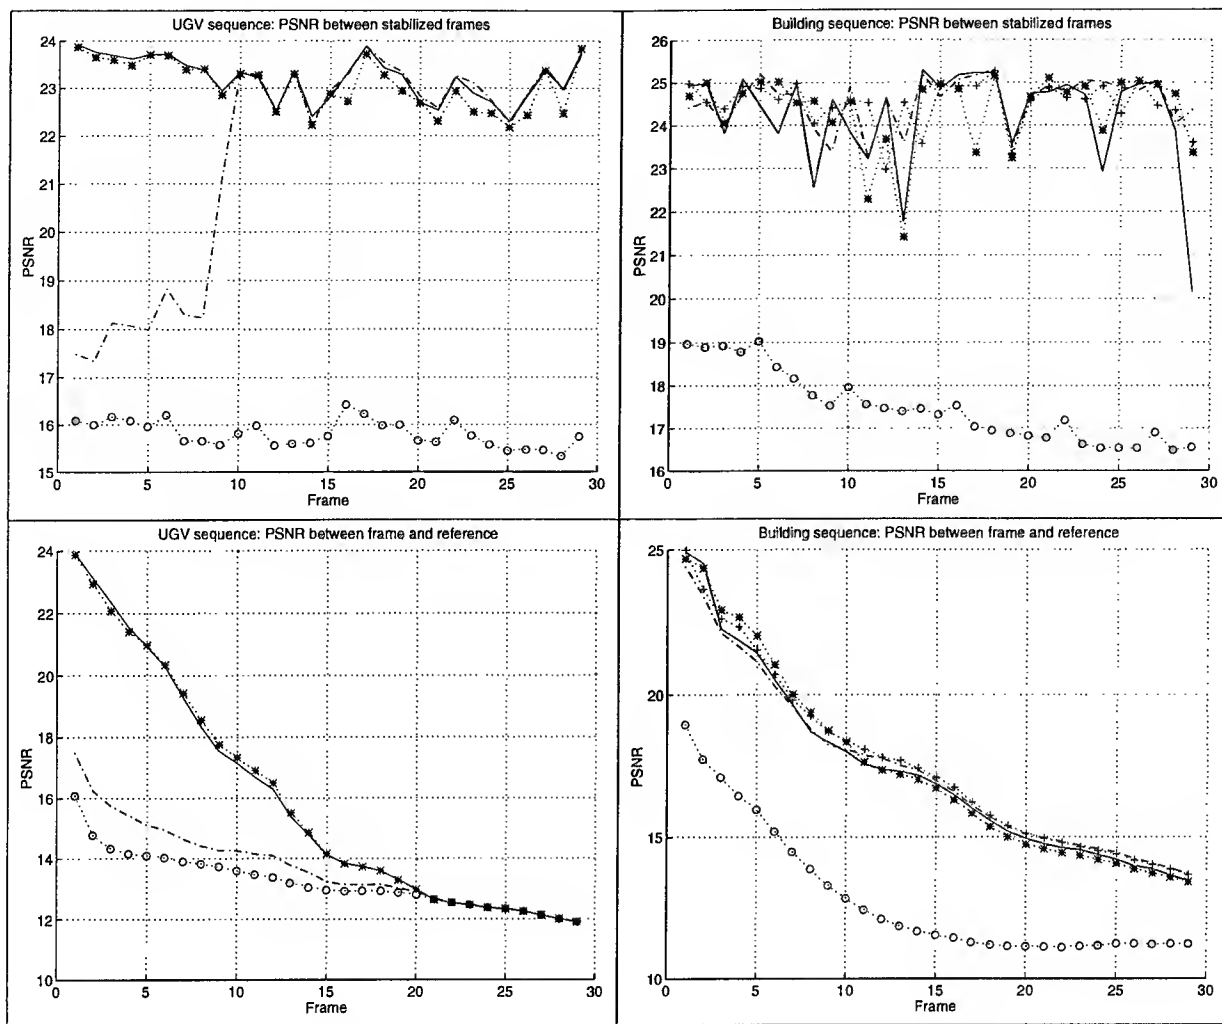 UGV sequence: PSNR between stabilized frames
24
23
22
21
20
19
18
17
16
15
PSNR
0 5 10 15 20 25 30
Frame
Building sequence: PSNR between stabilized frames
26
25
24
23
22
21
20
19
18
17
16
PSNR
0 5 10 15 20 25 30
Frame
UGV sequence: PSNR between frame and reference
24
22
20
18
16
14
12
10
PSNR
0 5 10 15 20 25 30
Frame
Building sequence: PSNR between frame and reference
25
20
15
10
PSNR
0 5 10 15 20 25 30
Frame